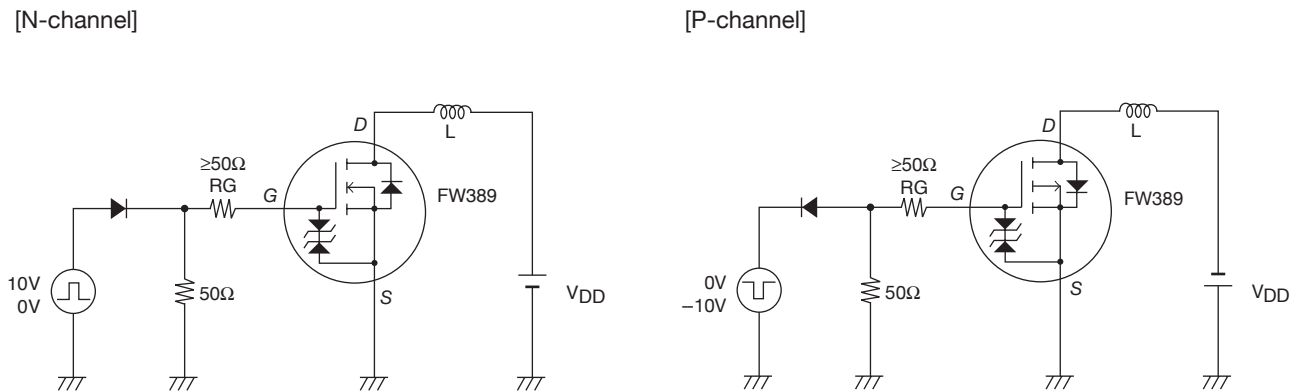 [N-channel]
D
L
≥50Ω
RG
G
FW389
10V
0V
50Ω
S
VDD
[P-channel]
D
L
≥50Ω
RG
G
FW389
0V
−10V
50Ω
S
VDD